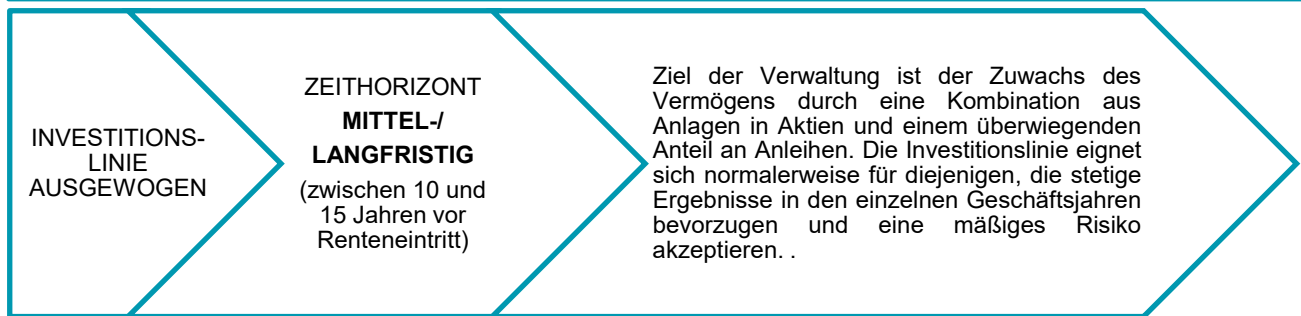 INVESTITIONS-
LINIE
AUSGEWOGEN
ZEITHORIZONT
MITTEL-/
LANGFRISTIG
(zwischen 10 und
15 Jahren vor
Renteneintritt)
Ziel der Verwaltung ist der Zuwachs des
Vermögens durch eine Kombination aus
Anlagen in Aktien und einem überwiegenden
Anteil an Anleihen. Die Investitionslinie eignet
sich normalerweise für diejenigen, die stetige
Ergebnisse in den einzelnen Geschäftsjahren
bevorzugen und eine mäßiges Risiko
akzeptieren. .